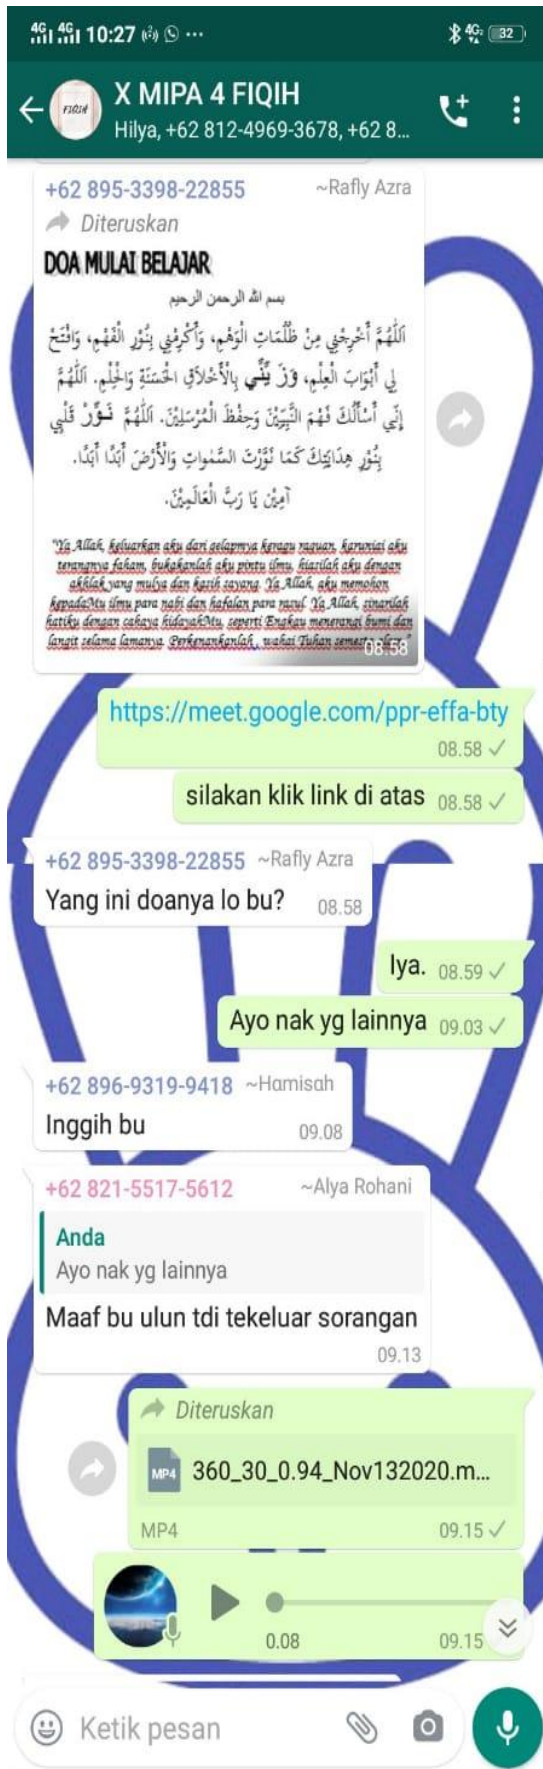 4G 4G 10:27 ···
4G 32
X MIPA 4 FIQIH
FIQIH
Hilya, +62 812-4969-3678, +62 8...
+62 895-3398-22855 ~Rafly Azra
Diteruskan
DOA MULAI BELAJAR
بسم الله الرحمن الرحيم
اَللّٰهُمَّ أَخْرِجْنِي مِنْ ظُلُمَاتِ الْوَهْمِ، وَأَكْرِمْنِي بِنُوْرِ الْفَهْمِ، وَافْتَحْ
لِي أَبْوَابَ الْعِلْمِ، وَزَ يِّنِّي بِالْأَخْلَاقِ الْحَسَنَةِ وَالْحِلْمِ. اَللّٰهُمَّ
إِنِّي أَسْأَلُكَ فَهْمَ النَّبِيِّيْنَ وَحِفْظَ الْمُرْسَلِيْنَ. اَللّٰهُمَّ نَوِّرْ قَلْبِي
بِنُوْرِ هِدَايَتِكَ كَمَا نَوَّرْتَ السَّمٰوَاتِ وَالْأَرْضَ أَبَدًا أَبَدًا.
آمِيْن يَا رَبَّ الْعَالَمِيْنَ.
"Ya Allah, keluarkan aku dari gelapnya keragu raguan, karuniai aku
terangnya faham, bukakanlah aku pintu ilmu, hiasilah aku dengan
akhlak yang mulya dan kasih sayang. Ya Allah, aku memohon
kepadaMu ilmu para nabi dan hafalan para rasul. Ya Allah, sinarilah
hatiku dengan cahaya hidayahMu, seperti Engkau menerangi bumi dan
langit selama lamanya. Perkenankanlah, wahai Tuhan semesta
08.58
https://meet.google.com/ppr-effa-bty
08.58
silakan klik link di atas 08.58
+62 895-3398-22855 ~Rafly Azra
Yang ini doanya lo bu? 08.58
Iya. 08.59
Ayo nak yg lainnya 09.03
+62 896-9319-9418 ~Hamisah
Inggih bu 09.08
+62 821-5517-5612 ~Alya Rohani
Anda
Ayo nak yg lainnya
Maaf bu ulun tdi tekeluar sorangan
09.13
Diteruskan
MP4 360_30_0.94_Nov132020.m...
MP4 09.15
0.08 09.15
Ketik pesan